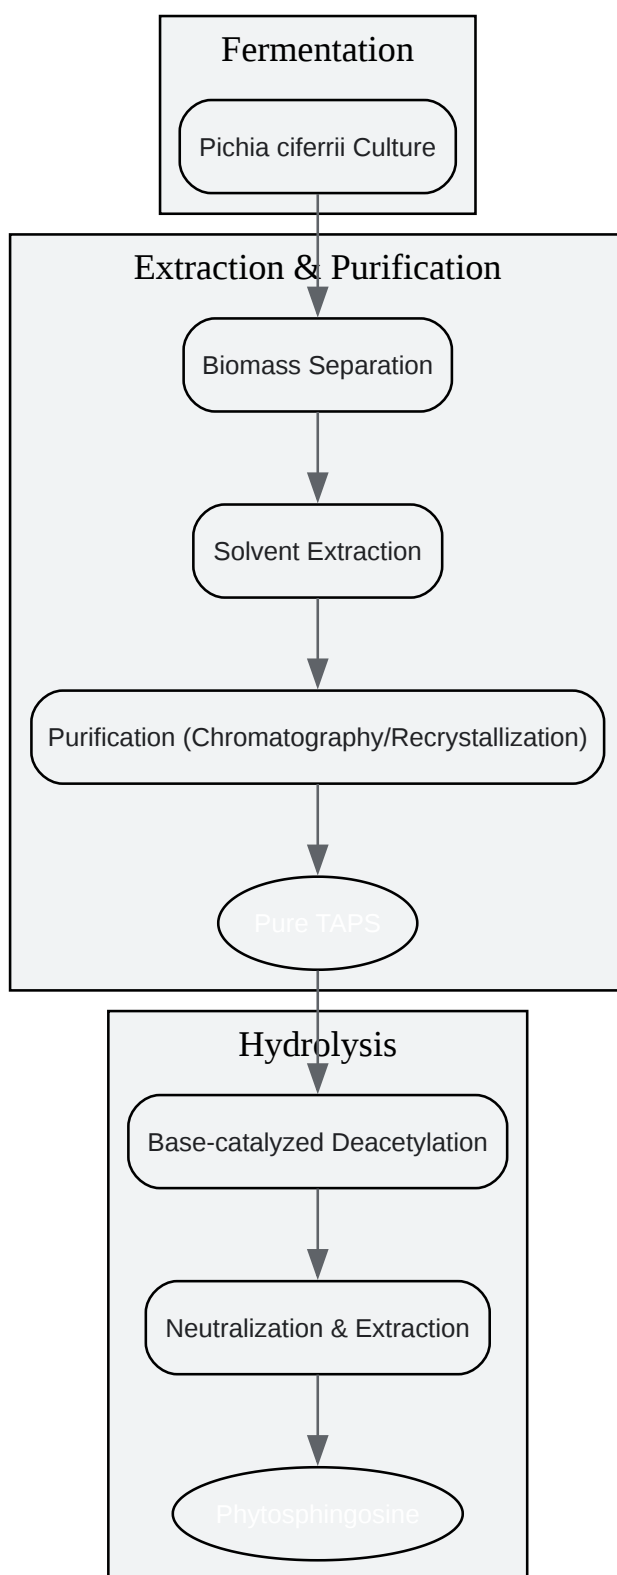 Fermentation
Pichia ciferrii Culture
Extraction & Purification
Biomass Separation
Solvent Extraction
Purification (Chromatography/Recrystallization)
Pure TAPS
Hydrolysis
Base-catalyzed Deacetylation
Neutralization & Extraction
Phytosphingosine